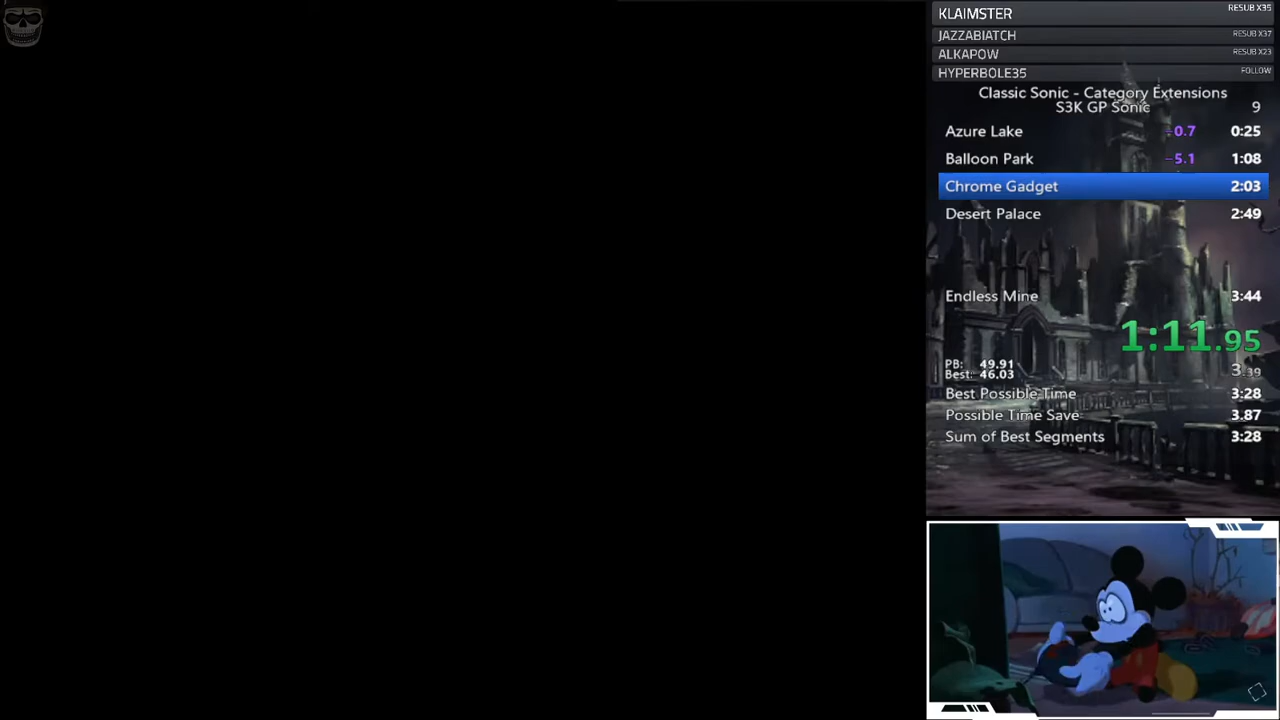 KLAIMSTER RESUB X35
JAZZABIATCH RESUB X37
ALKAPOW RESUB X23
HYPERBOLE35 FOLLOW
Classic Sonic - Category Extensions
S3K GP Sonic 9
Azure Lake -0.7 0:25
Balloon Park -5.1 1:08
Chrome Gadget 2:03
Desert Palace 2:49
Endless Mine 3:44
1:11.95
PB: 49.91
Best: 46.03 3.39
Best Possible Time 3:28
Possible Time Save 3.87
Sum of Best Segments 3:28